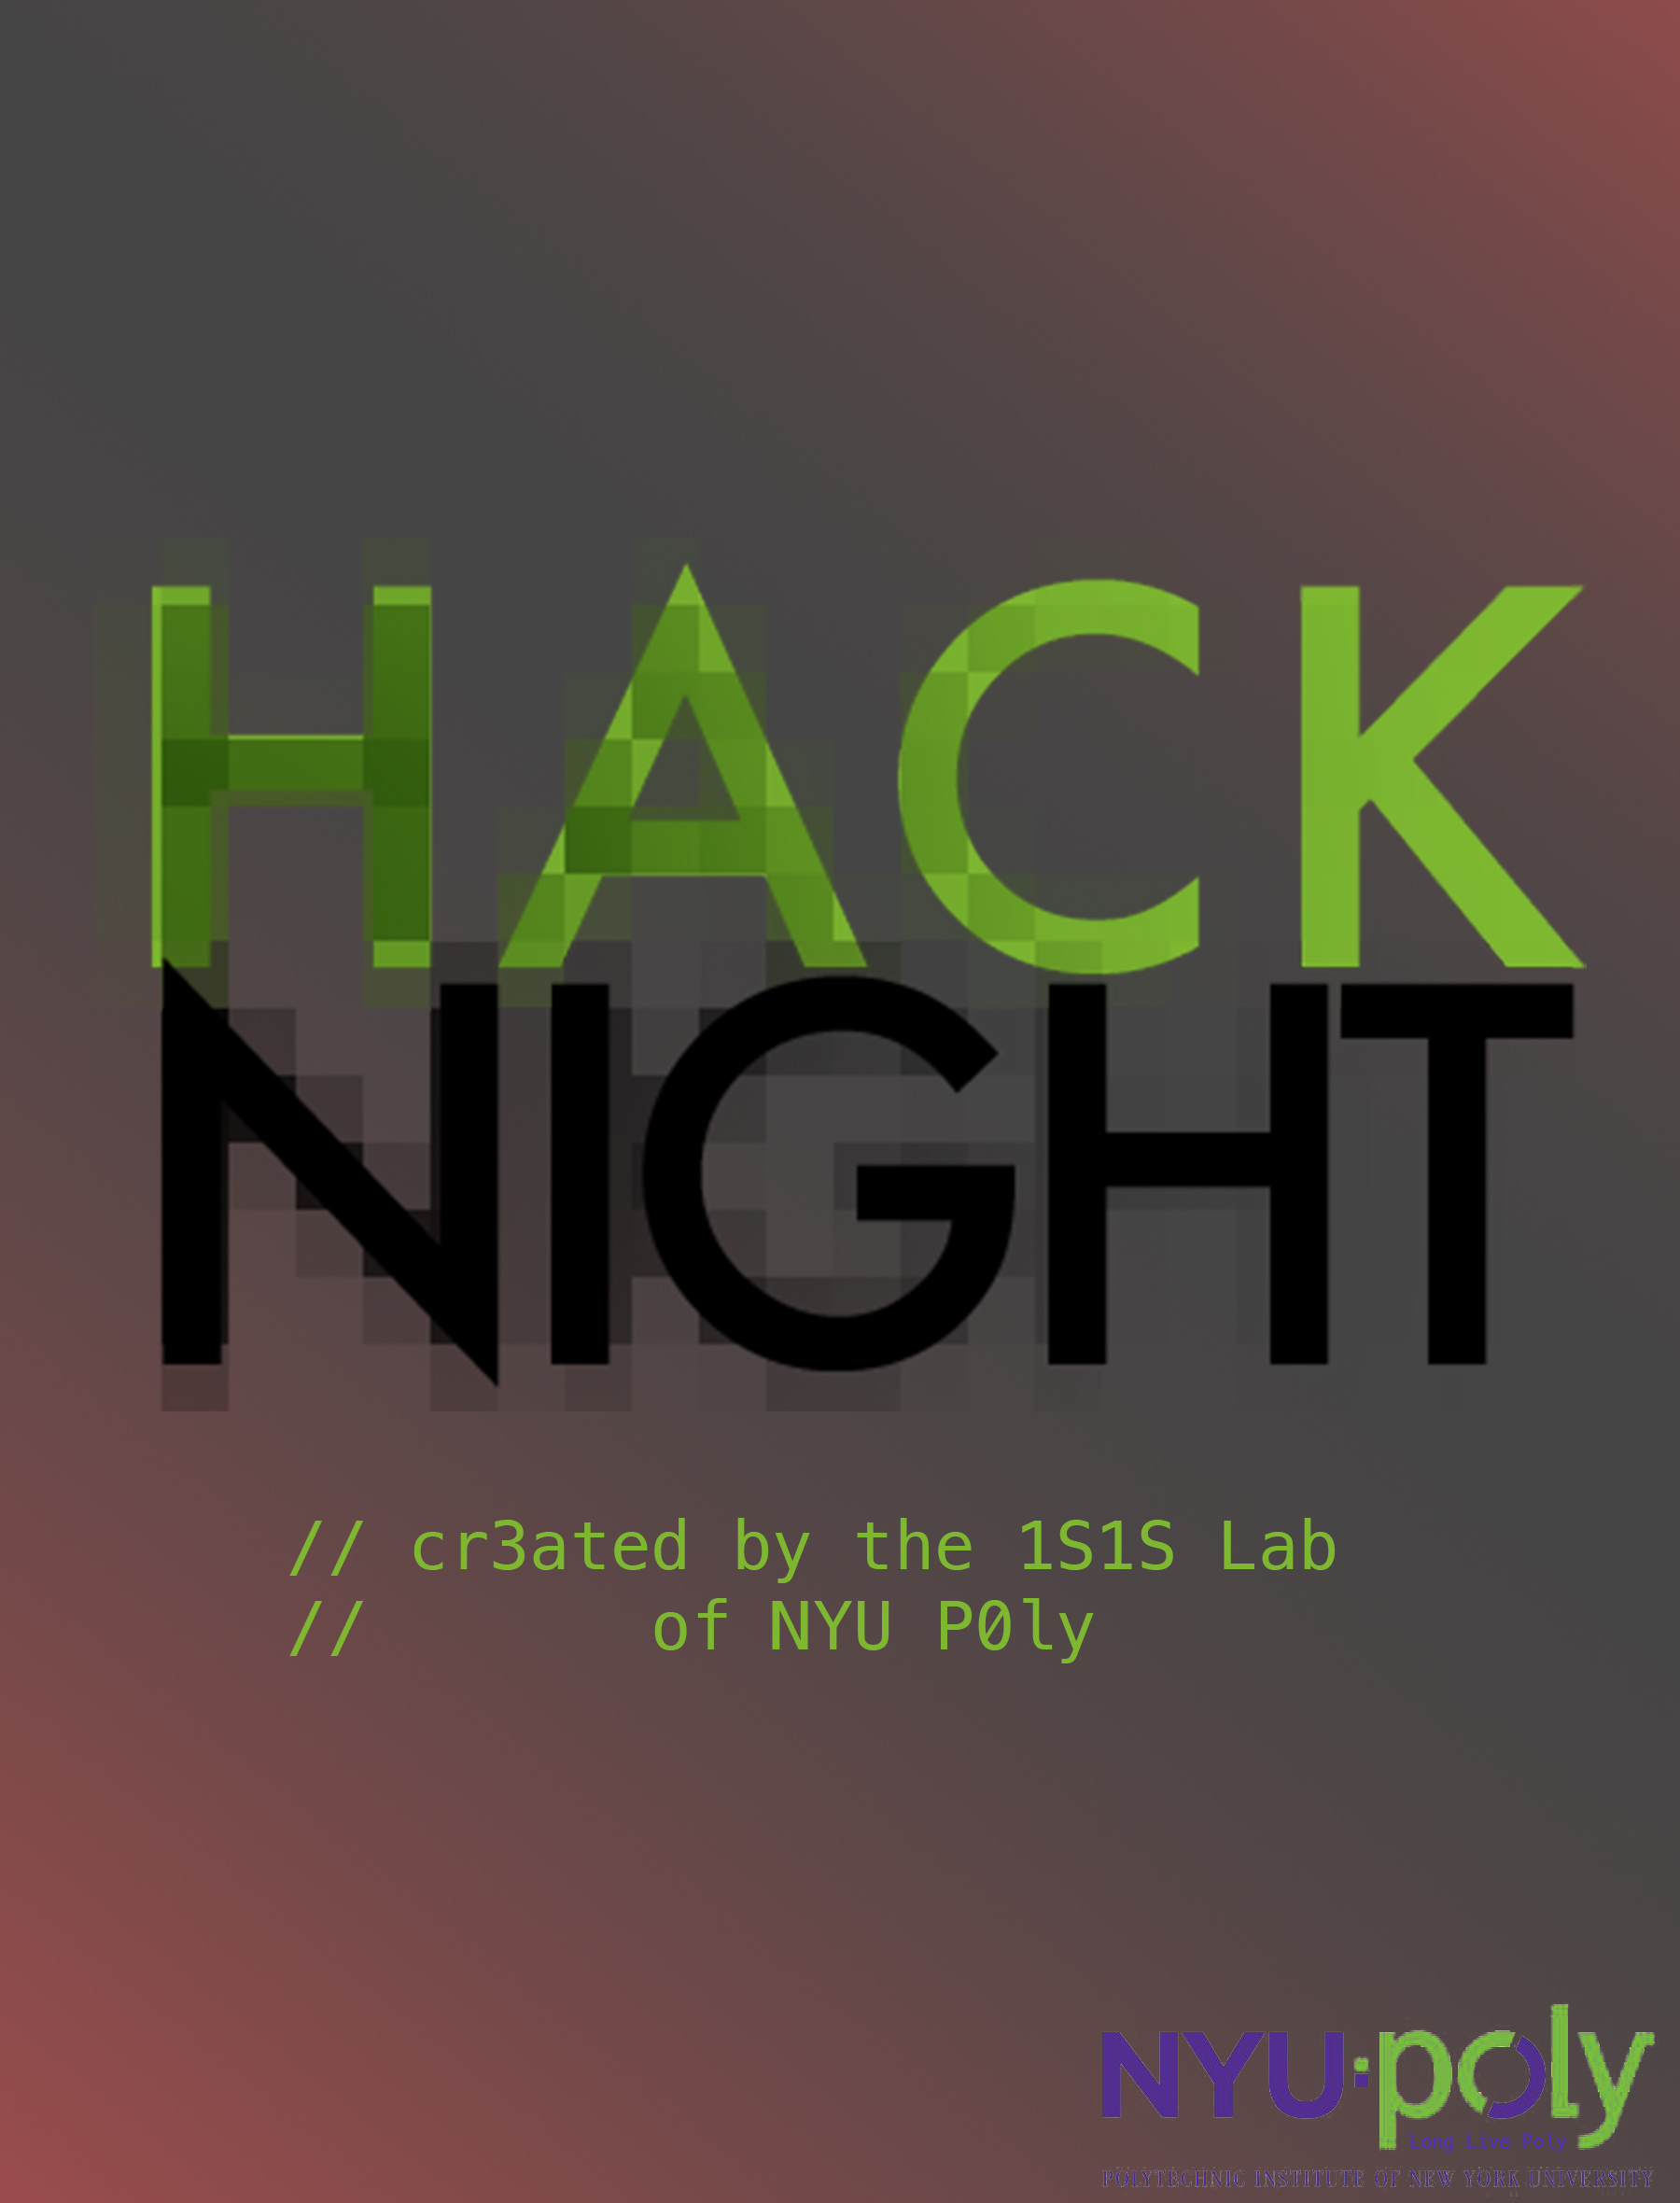 HACK
NIGHT
// cr3ated by the 1S1S Lab
// of NYU P0ly
NYU:poly
Long Live Poly
POLYTECHNIC INSTITUTE OF NEW YORK UNIVERSITY